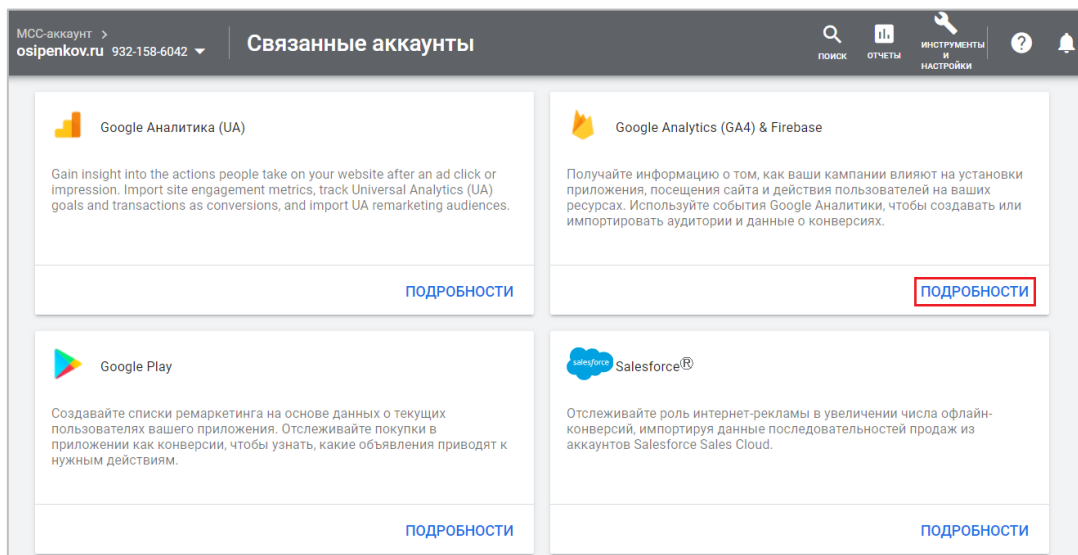 МСС-аккаунт >
osipenkov.ru 932-158-6042
Связанные аккаунты
ПОИСК
ОТЧЕТЫ
ИНСТРУМЕНТЫ
И
НАСТРОЙКИ
?
Google Аналитика (UA)
Gain insight into the actions people take on your website after an ad click or
impression. Import site engagement metrics, track Universal Analytics (UA)
goals and transactions as conversions, and import UA remarketing audiences.
ПОДРОБНОСТИ
Google Analytics (GA4) & Firebase
Получайте информацию о том, как ваши кампании влияют на установки
приложения, посещения сайта и действия пользователей на ваших
ресурсах. Используйте события Google Аналитики, чтобы создавать или
импортировать аудитории и данные о конверсиях.
ПОДРОБНОСТИ
Google Play
Создавайте списки ремаркетинга на основе данных о текущих
пользователях вашего приложения. Отслеживайте покупки в
приложении как конверсии, чтобы узнать, какие объявления приводят к
нужным действиям.
ПОДРОБНОСТИ
salesforce
Salesforce®
Отслеживайте роль интернет-рекламы в увеличении числа офлайн-
конверсий, импортируя данные последовательностей продаж из
аккаунтов Salesforce Sales Cloud.
ПОДРОБНОСТИ